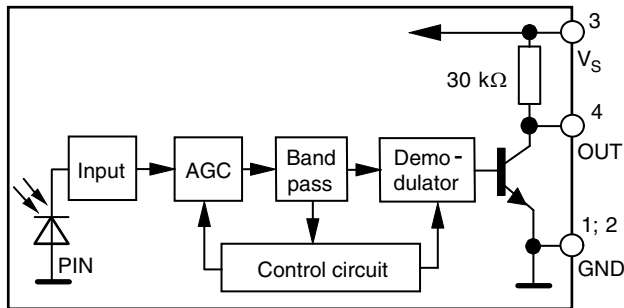 3
V_S
30 kΩ
4
OUT
Input
AGC
Band
pass
Demo-
dulator
1; 2
GND
PIN
Control circuit